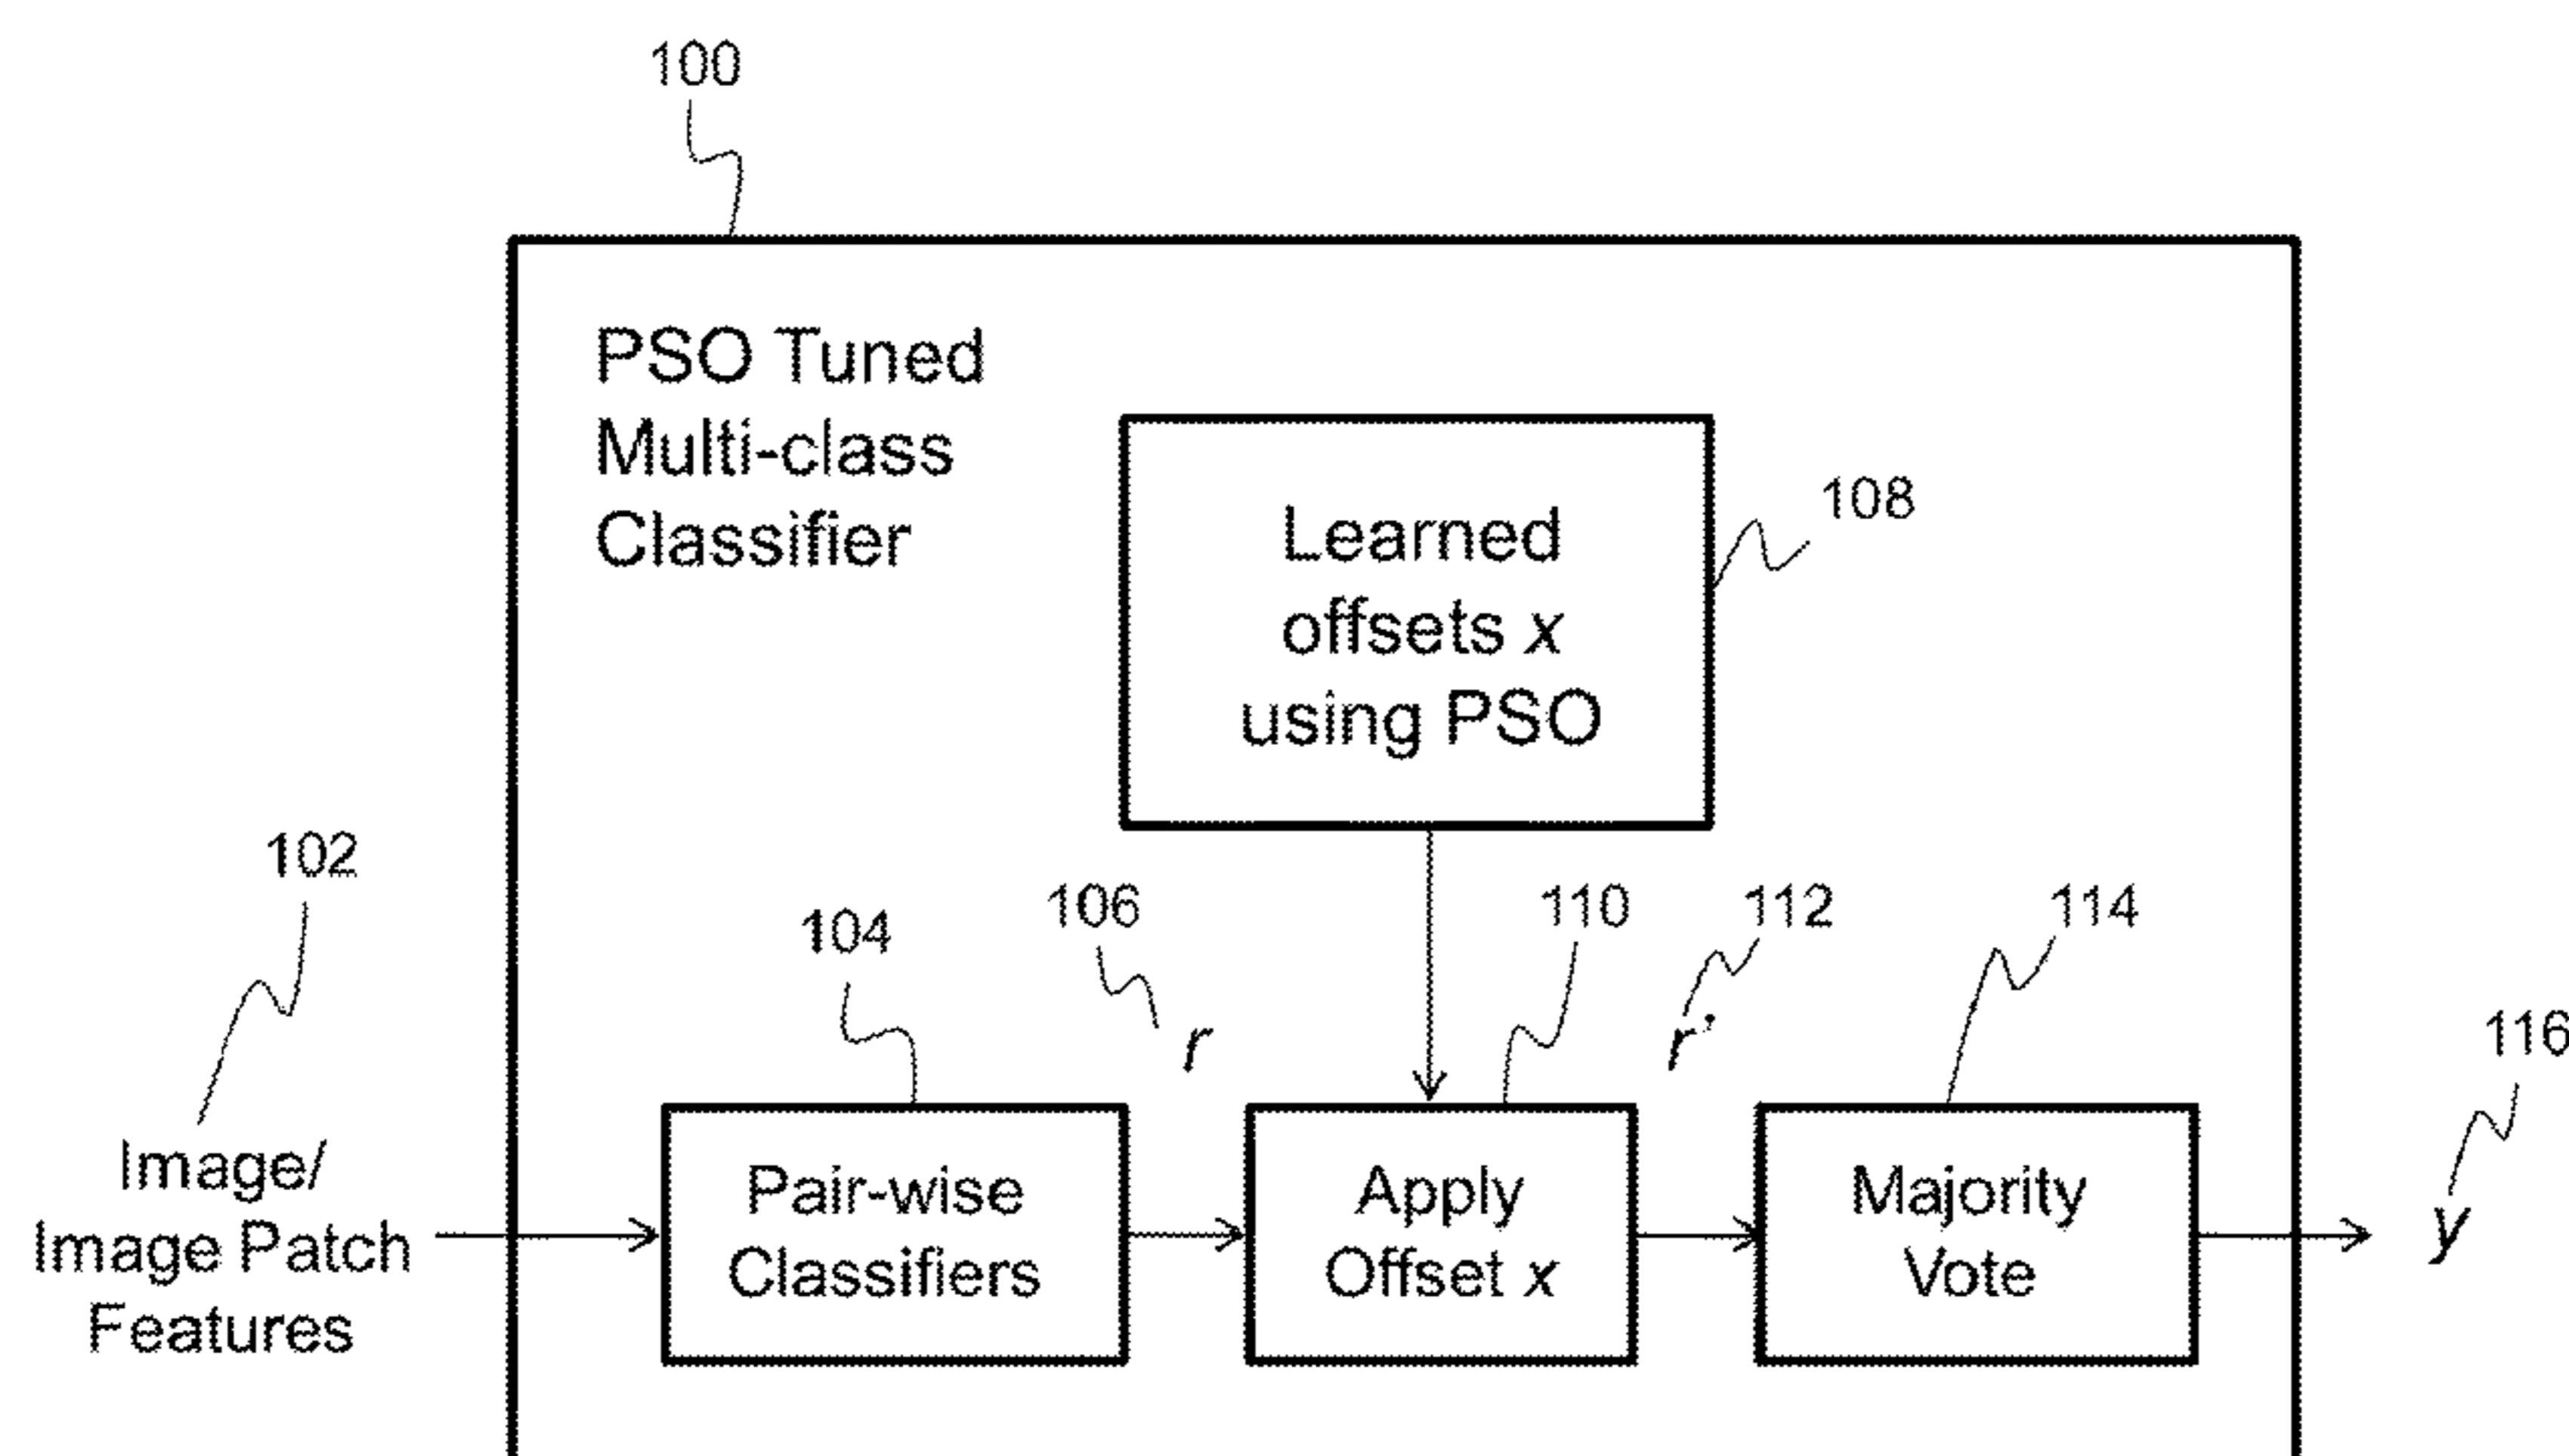 100
PSO Tuned
Multi-class
Classifier
Learned
offsets x
using PSO
108
102
104
106
110
112
114
116
r
r'
Image/
Image Patch
Features
Pair-wise
Classifiers
Apply
Offset x
Majority
Vote
y